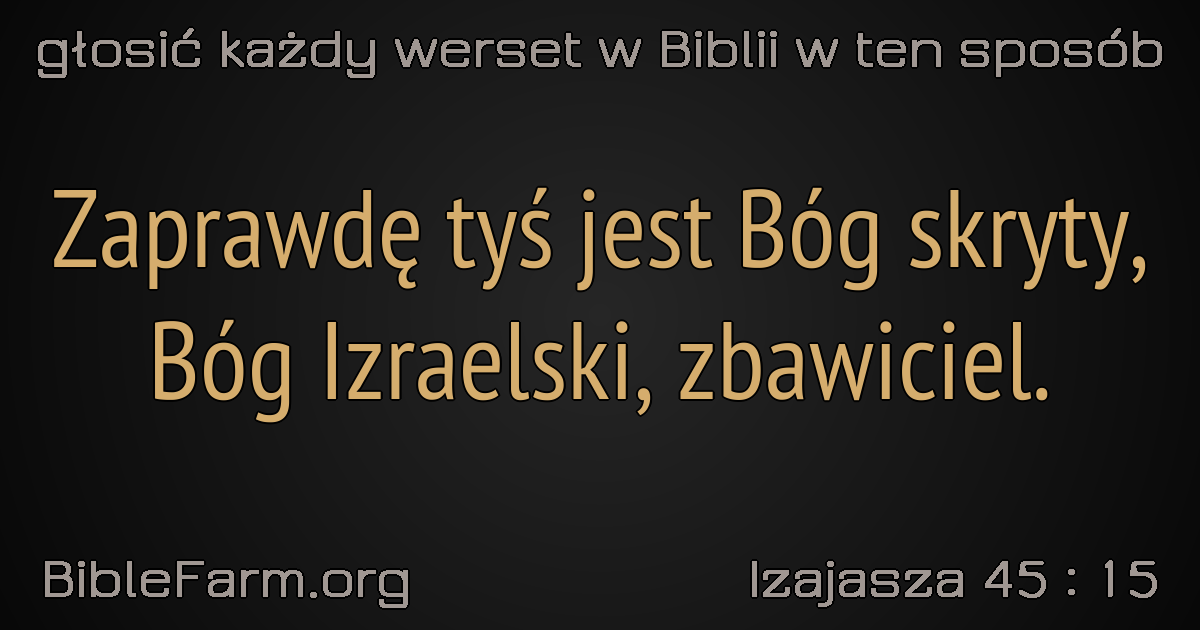 głosić każdy werset w Biblii w ten sposób
Zaprawdę tyś jest Bóg skryty,
Bóg Izraelski, zbawiciel.
BibleFarm.org
Izajasza 45 : 15